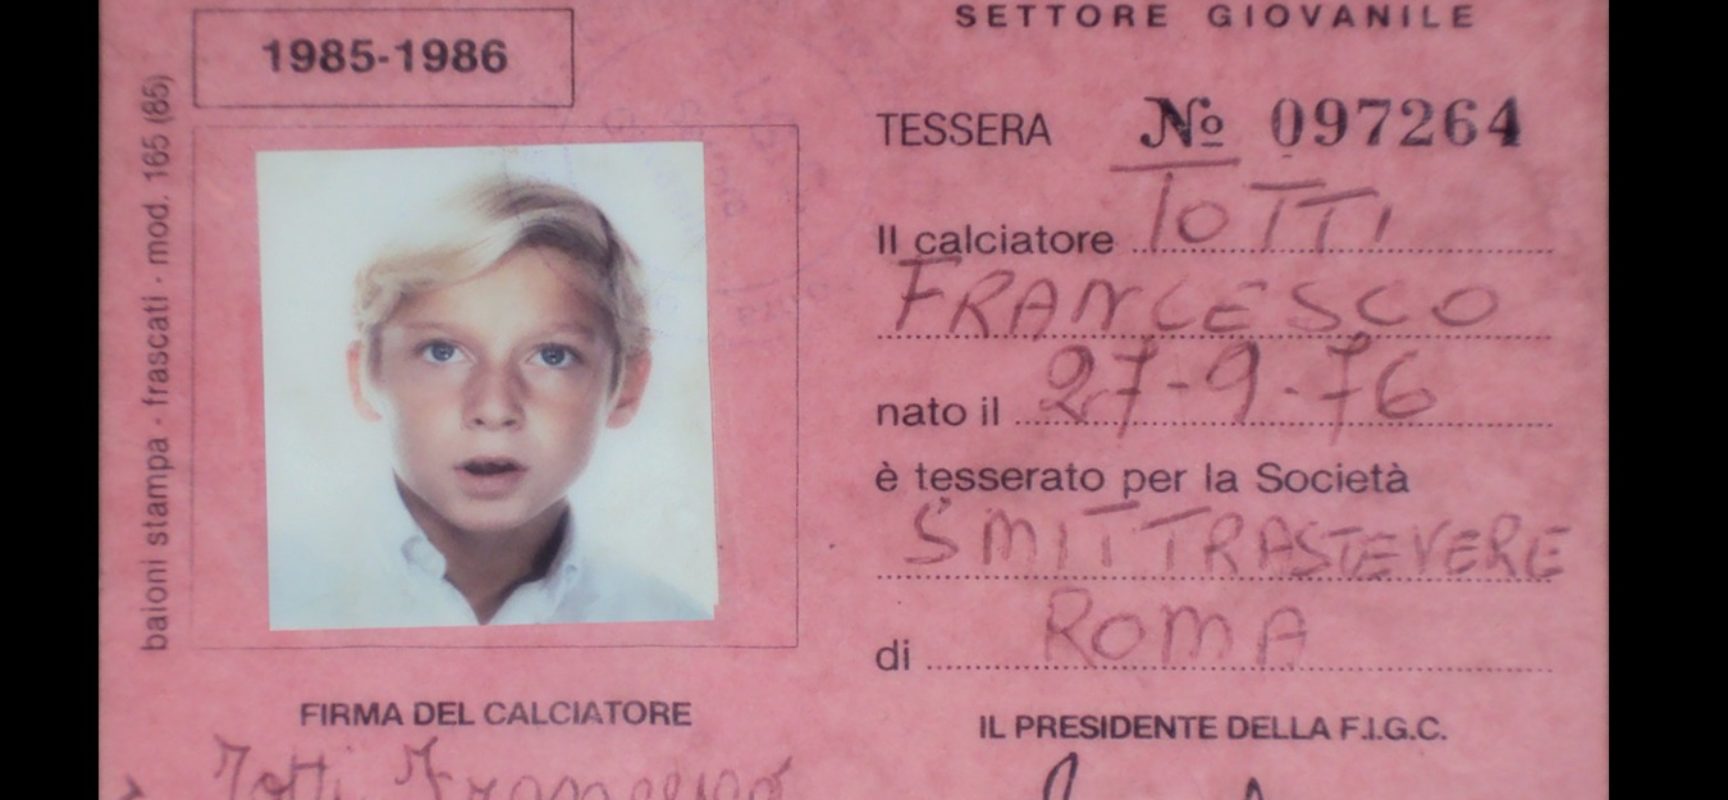 1985-1986
baioni stampa - frascati - mod. 165 (85)
FIRMA DEL CALCIATORE
Totti Francesco
SETTORE GIOVANILE
TESSERA № 097264
Il calciatore TOTTI
FRANCESCO
nato il 27-9-76
è tesserato per la Società
SMIT TRASTEVERE
di ROMA
IL PRESIDENTE DELLA F.I.G.C.